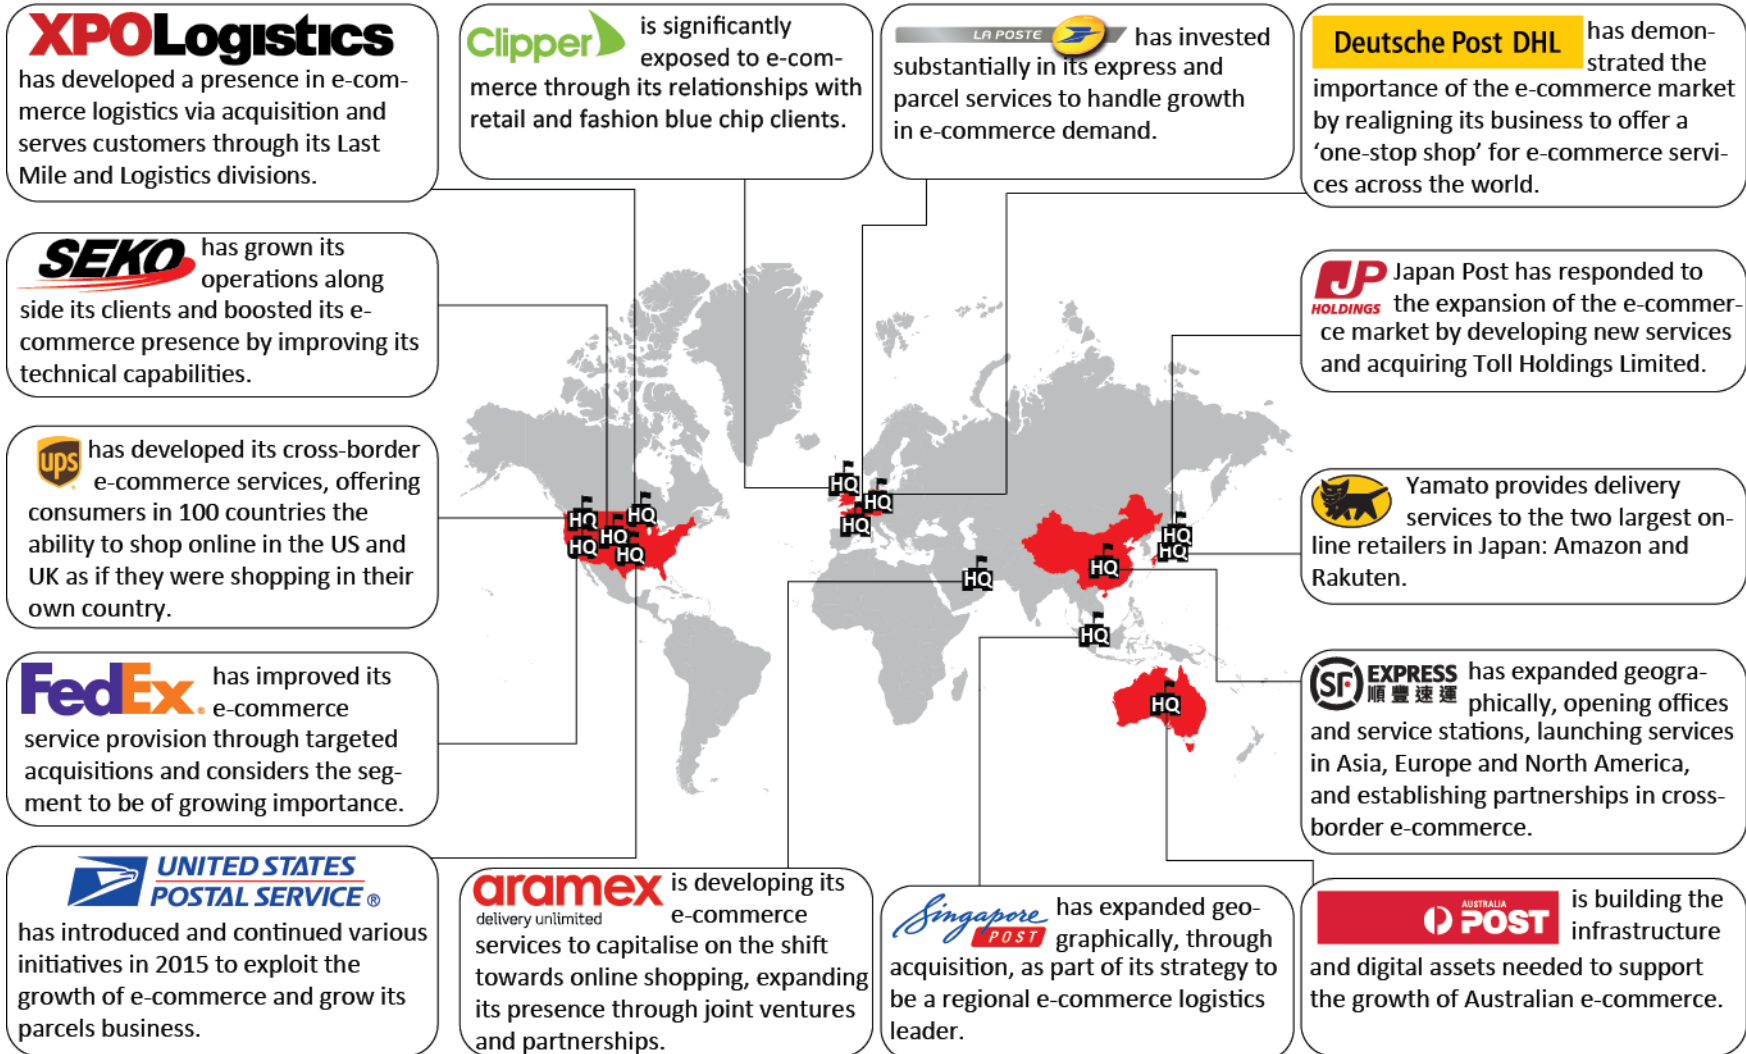 XPOLogistics
has developed a presence in e-com-
merce logistics via acquisition and
serves customers through its Last
Mile and Logistics divisions.
Clipper is significantly
exposed to e-com-
merce through its relationships with
retail and fashion blue chip clients.
LA POSTE has invested
substantially in its express and
parcel services to handle growth
in e-commerce demand.
Deutsche Post DHL has demon-
strated the
importance of the e-commerce market
by realigning its business to offer a
‘one-stop shop’ for e-commerce servi-
ces across the world.
SEKO has grown its
operations along
side its clients and boosted its e-
commerce presence by improving its
technical capabilities.
JP HOLDINGS Japan Post has responded to
the expansion of the e-commer-
ce market by developing new services
and acquiring Toll Holdings Limited.
ups has developed its cross-border
e-commerce services, offering
consumers in 100 countries the
ability to shop online in the US and
UK as if they were shopping in their
own country.
Yamato provides delivery
services to the two largest on-
line retailers in Japan: Amazon and
Rakuten.
HQ
HQ
HQ
HQ
HQ
HQ
HQ
HQ
HQ
HQ
HQ
HQ
HQ
HQ
FedEx. has improved its
e-commerce
service provision through targeted
acquisitions and considers the seg-
ment to be of growing importance.
SF EXPRESS
順豐速運
has expanded geogra-
phically, opening offices
and service stations, launching services
in Asia, Europe and North America,
and establishing partnerships in cross-
border e-commerce.
UNITED STATES
POSTAL SERVICE ®
has introduced and continued various
initiatives in 2015 to exploit the
growth of e-commerce and grow its
parcels business.
aramex
delivery unlimited
is developing its
e-commerce
services to capitalise on the shift
towards online shopping, expanding
its presence through joint ventures
and partnerships.
Singapore
POST
has expanded geo-
graphically, through
acquisition, as part of its strategy to
be a regional e-commerce logistics
leader.
AUSTRALIA
POST
is building the
infrastructure
and digital assets needed to support
the growth of Australian e-commerce.